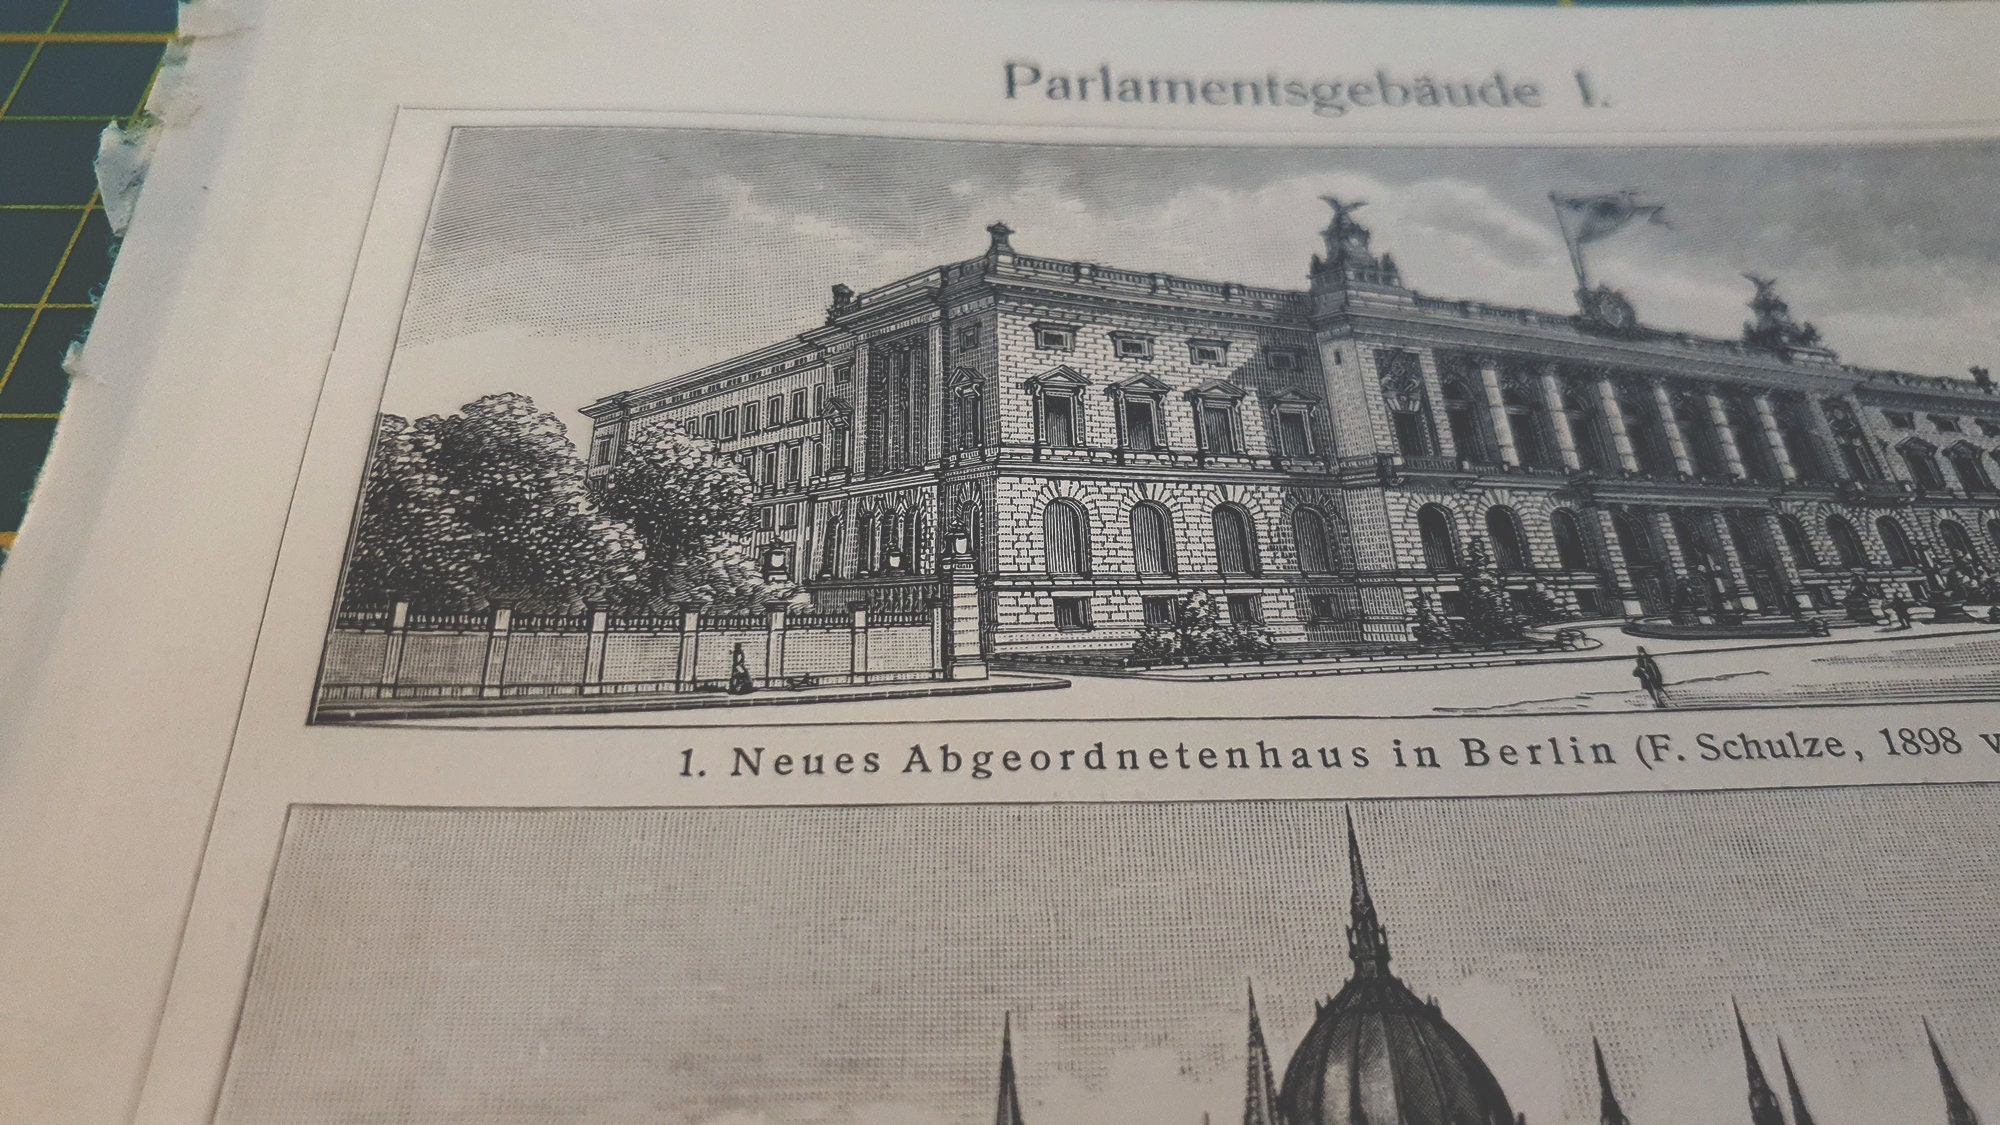 Parlamentsgebäude I.
1. Neues Abgeordnetenhaus in Berlin (F. Schulze, 1898